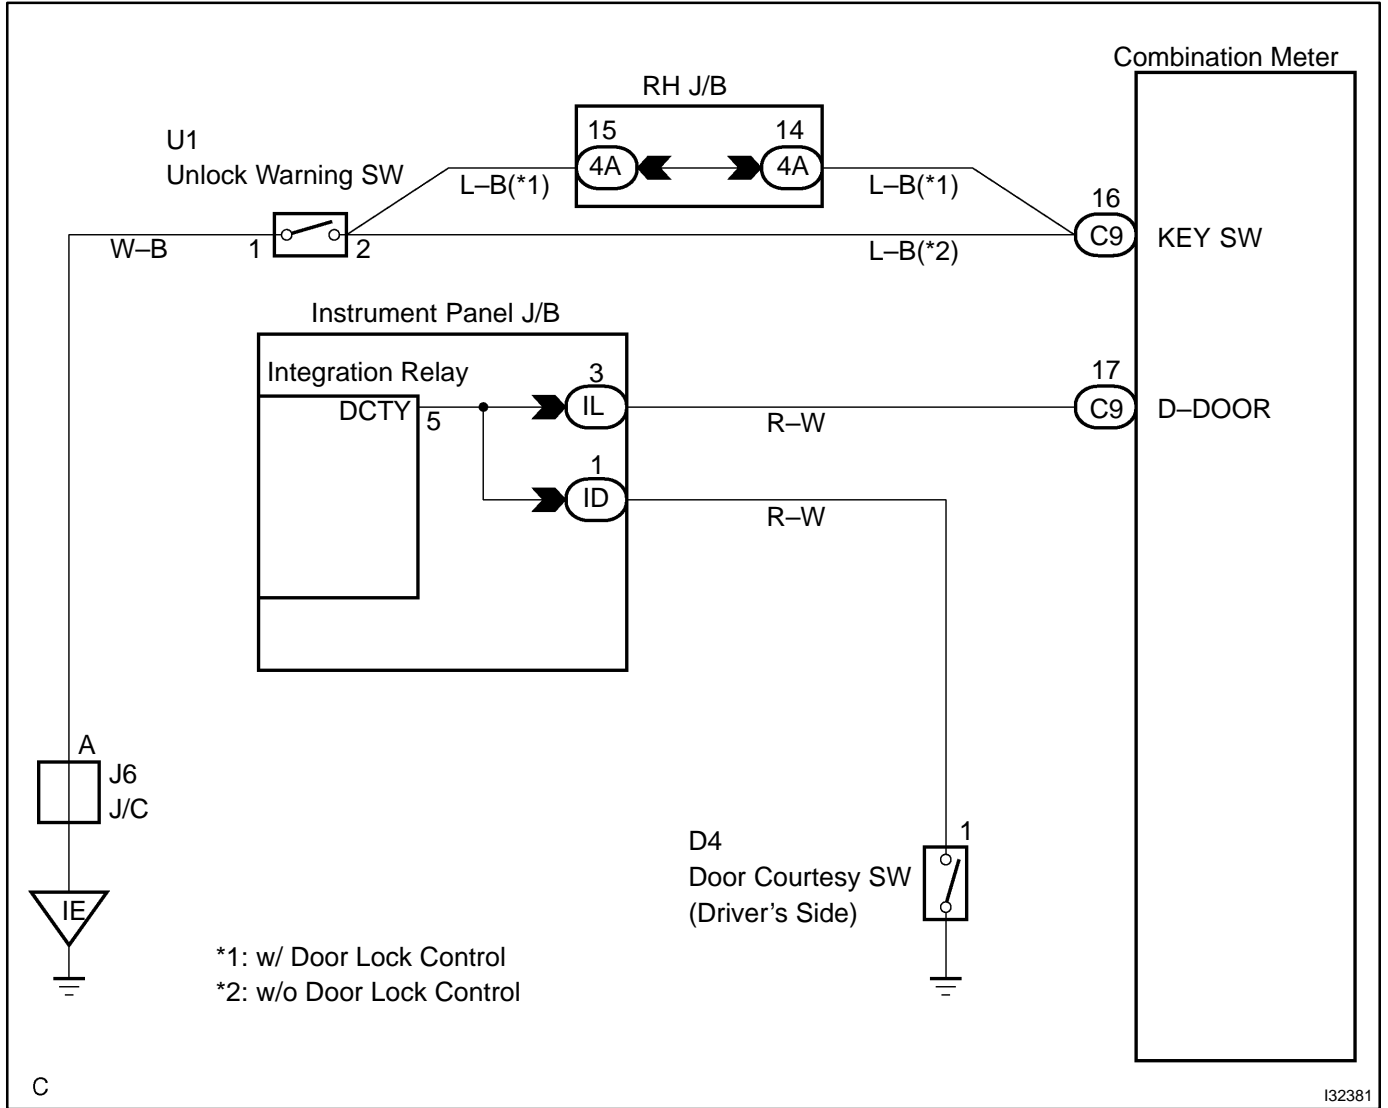 Combination Meter
RH J/B
U1
Unlock Warning SW
15
14
4A
4A
L–B(*1)
L–B(*1)
16
C9
KEY SW
W–B
1
2
L–B(*2)
Instrument Panel J/B
Integration Relay
DCTY
5
3
IL
R–W
17
C9
D–DOOR
1
ID
R–W
A
J6
J/C
IE
D4
Door Courtesy SW
(Driver's Side)
1
*1: w/ Door Lock Control
*2: w/o Door Lock Control
C
I32381